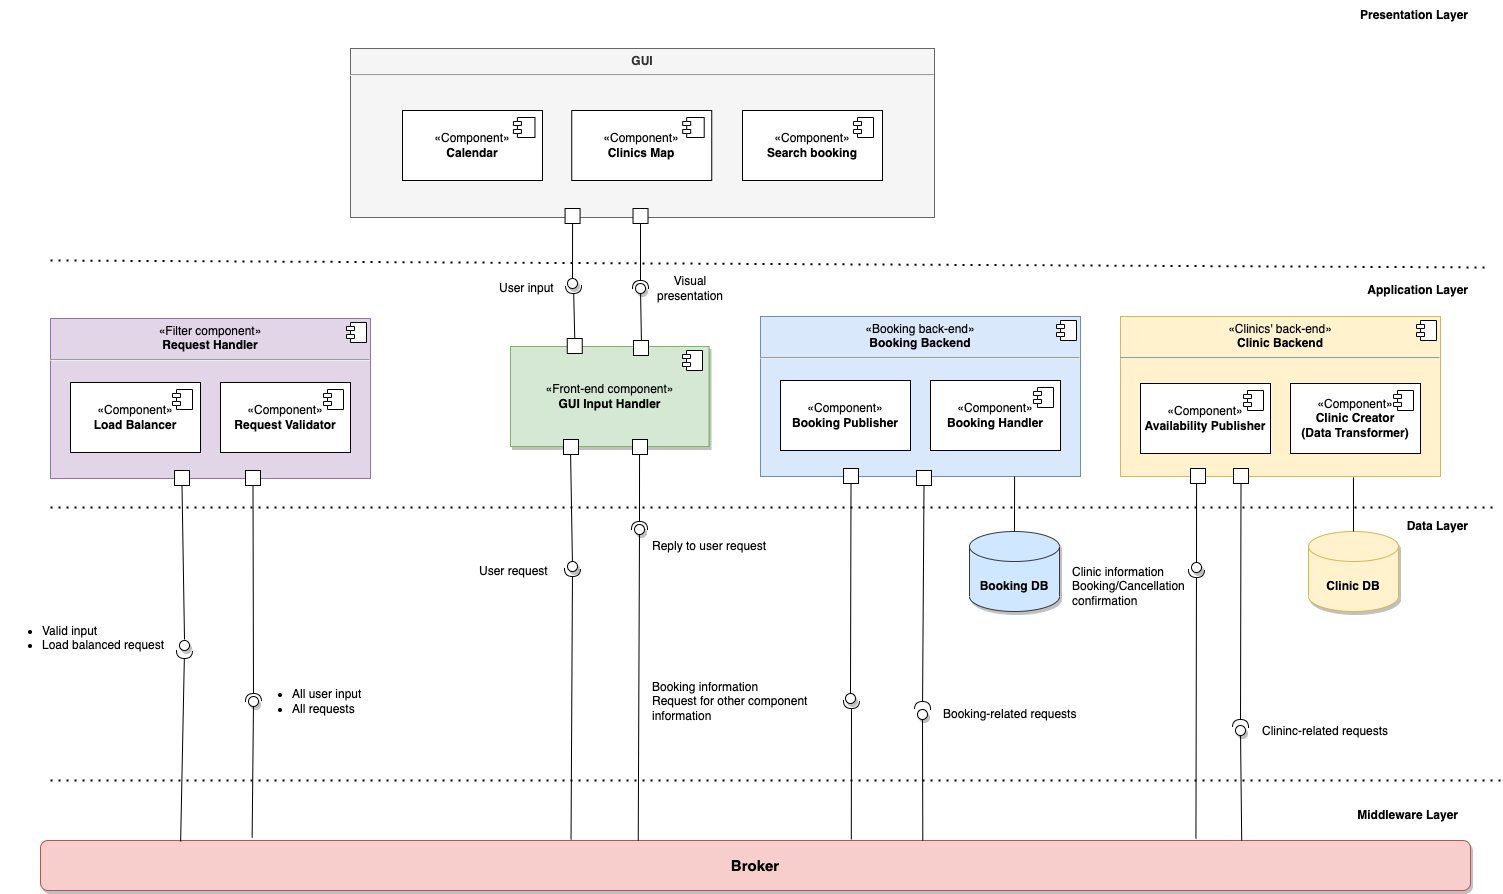 Presentation Layer
GUI
«Component»
Calendar
«Component»
Clinics Map
«Component»
Search booking
User input
Visual
presentation
Application Layer
«Filter component»
Request Handler
«Component»
Load Balancer
«Component»
Request Validator
«Front-end component»
GUI Input Handler
«Booking back-end»
Booking Backend
«Component»
Booking Publisher
«Component»
Booking Handler
«Clinics' back-end»
Clinic Backend
«Component»
Availability Publisher
«Component»
Clinic Creator
(Data Transformer)
Data Layer
Reply to user request
User request
Booking DB
Clinic information
Booking/Cancellation
confirmation
Clinic DB
• Valid input
• Load balanced request
• All user input
• All requests
Booking information
Request for other component
information
Booking-related requests
Clininc-related requests
Middleware Layer
Broker